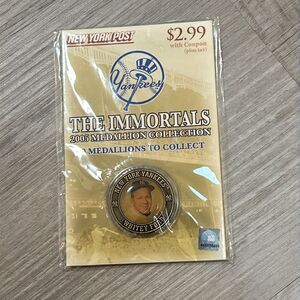 NEW YORK POST
$2.99
with Coupon
(plus tax)
Yankees
THE IMMORTALS
2005 MEDALLION COLLECTION
MEDALLIONS TO COLLECT
NEW YORK YANKEES
WHITEY FORD